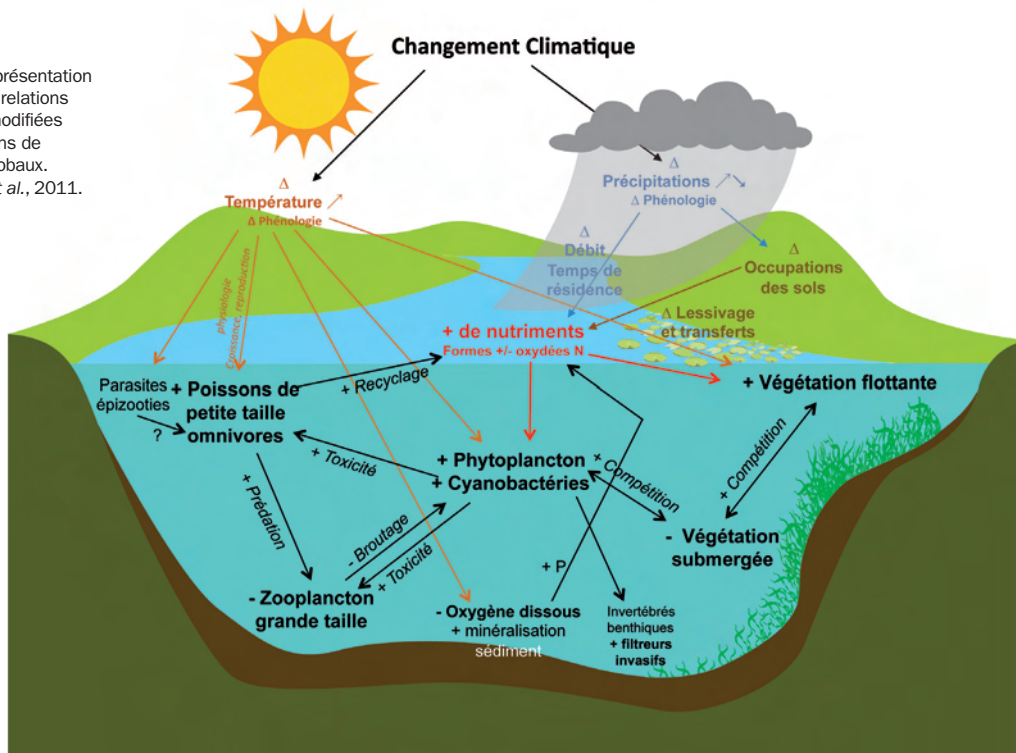 Changement Climatique
présentation
relations
odifiées
ns de
obaux.
t al., 2011.
Δ
Température ↗
Δ Phénologie
Δ
Précipitations ↗↘
Δ Phénologie
Δ
Débit
Temps de
résidence
Δ
Occupations
des sols
Δ Lessivage
et transferts
physiologie
croissance, reproduction
+ de nutriments
Formes +/- oxydées N
Parasites
épizooties
?
+ Poissons de
petite taille
omnivores
+ Recyclage
+ Végétation flottante
+ Toxicité
+ Phytoplancton
+ Cyanobactéries
+ Compétition
+ Compétition
+ Prédation
- Broutage
+ Toxicité
- Végétation
submergée
+ P
- Zooplancton
grande taille
- Oxygène dissous
+ minéralisation
sédiment
Invertébrés
benthiques
+ filtreurs
invasifs